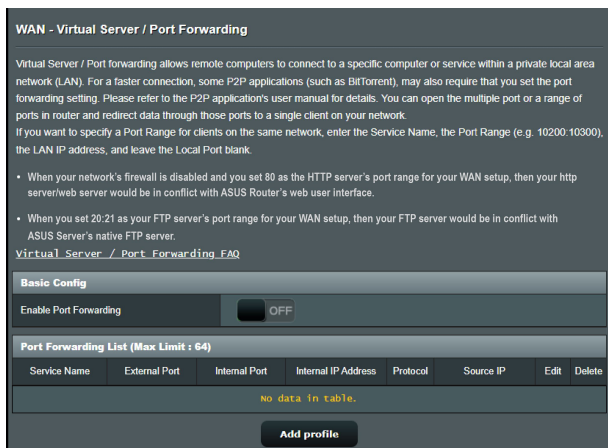 WAN - Virtual Server / Port Forwarding
Virtual Server / Port forwarding allows remote computers to connect to a specific computer or service within a private local area
network (LAN). For a faster connection, some P2P applications (such as BitTorrent), may also require that you set the port
forwarding setting. Please refer to the P2P application's user manual for details. You can open the multiple port or a range of
ports in router and redirect data through those ports to a single client on your network.
If you want to specify a Port Range for clients on the same network, enter the Service Name, the Port Range (e.g. 10200:10300),
the LAN IP address, and leave the Local Port blank.
• When your network's firewall is disabled and you set 80 as the HTTP server's port range for your WAN setup, then your http
server/web server would be in conflict with ASUS Router's web user interface.
• When you set 20:21 as your FTP server's port range for your WAN setup, then your FTP server would be in conflict with
ASUS Server's native FTP server.
Virtual Server / Port Forwarding FAQ
Basic Config
Enable Port Forwarding OFF
Port Forwarding List (Max Limit : 64)
Service Name External Port Internal Port Internal IP Address Protocol Source IP Edit Delete
No data in table.
Add profile